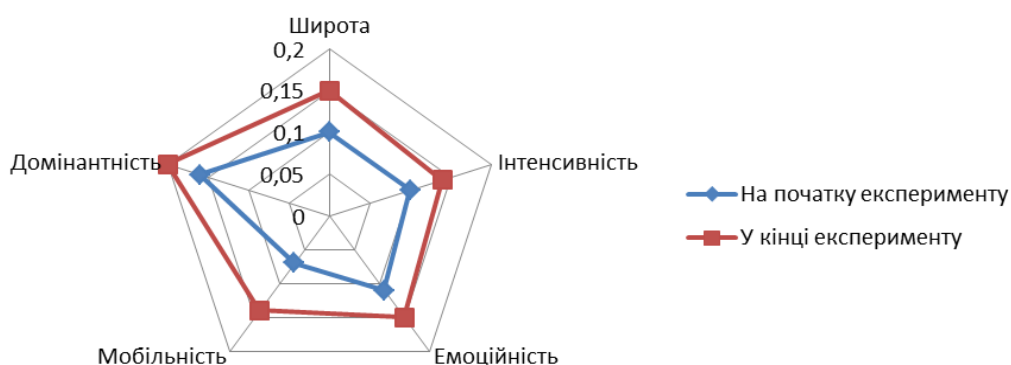 Широта
0,2
0,15
0,1
0,05
0
Домінантність
Інтенсивність
Мобільність
Емоційність
На початку експерименту
У кінці експерименту